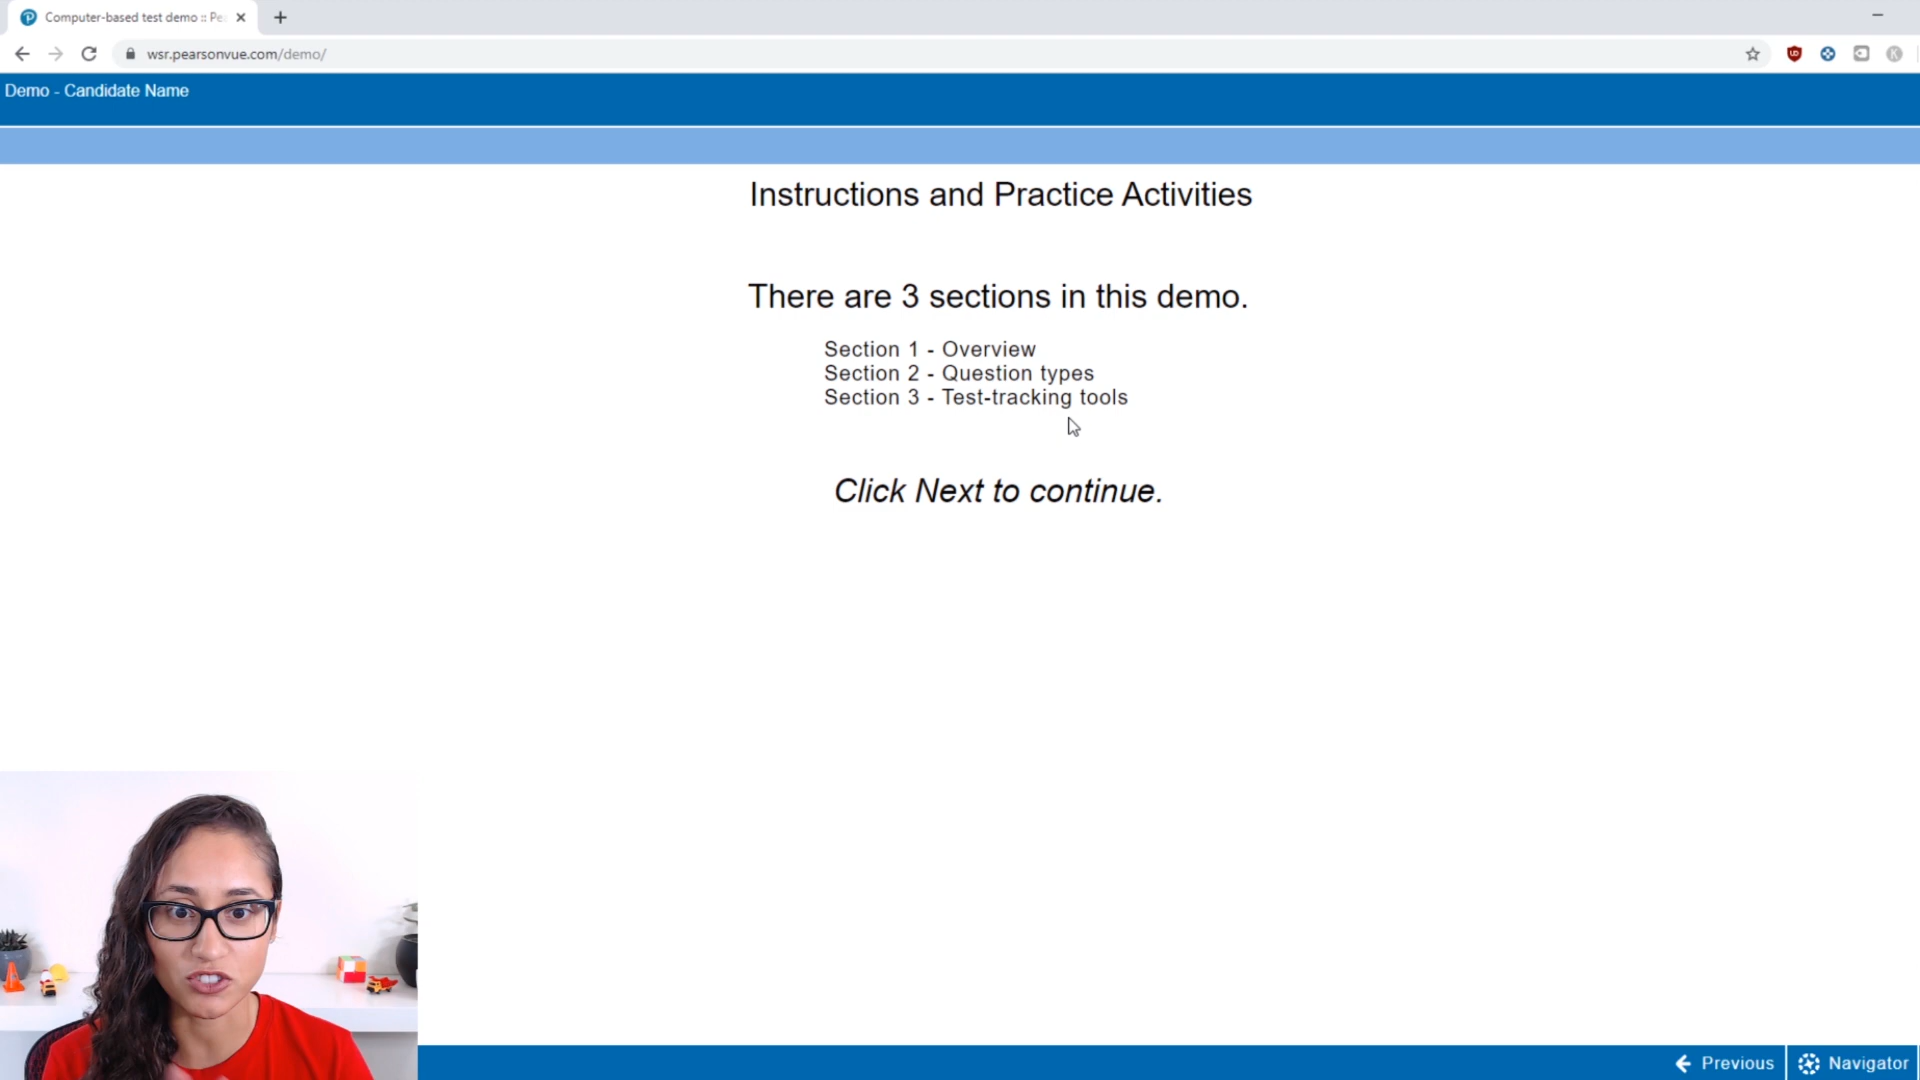 Computer-based test demo :: Pe
wsr.pearsonvue.com/demo/
Demo - Candidate Name
Instructions and Practice Activities
There are 3 sections in this demo.
Section 1 - Overview
Section 2 - Question types
Section 3 - Test-tracking tools
Click Next to continue.
Previous
Navigator